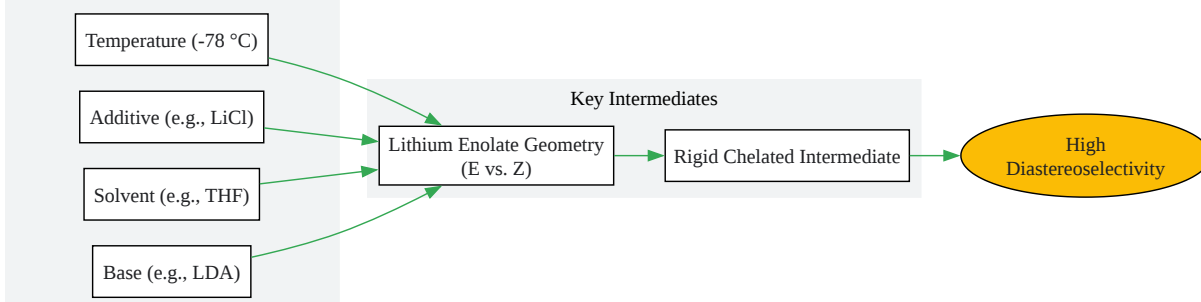 Temperature (-78 °C)
Additive (e.g., LiCl)
Solvent (e.g., THF)
Base (e.g., LDA)
Key Intermediates
Lithium Enolate Geometry
(E vs. Z)
Rigid Chelated Intermediate
High
Diastereoselectivity